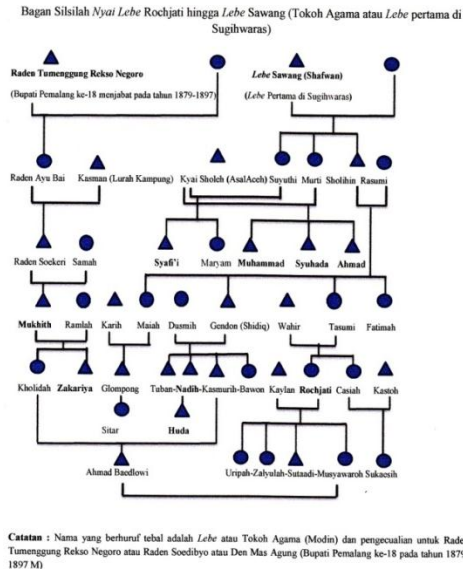 Bagan Silsilah Nyai Lebe Rochjati hingga Lebe Sawang (Tokoh Agama atau Lebe pertama di
Sugihwaras)
Raden Tumenggung Rekso Negoro
(Bupati Pemalang ke-18 menjabat pada tahun 1879-1897)
Lebe Sawang (Shafwan)
(Lebe Pertama di Sugihwaras)
Raden Ayu Bai Kasman (Lurah Kampung) Kyai Sholeh (AsalAceh) Suyuthi Murti Sholihin Rasumi
Raden Soekeri Samah Syafi'i Maryam Muhammad Syuhada Ahmad
Mukhith Ramlah Karih Maiah Dasmih Gendon (Shidiq) Wahir Tasumi Fatimah
Kholidah Zakariya Glompong Tuban-Nadih-Kasmurih-Bawon Kaylan Rochjati Casiah Kastoh
Sitar Huda
Ahmad Baedlowi Uripah-Zalyulah-Sutaadi-Musyawaroh Sukaesih
Catatan : Nama yang berhuruf tebal adalah Lebe atau Tokoh Agama (Modin) dan pengecualian untuk Rade
Tumenggung Rekso Negoro atau Raden Soedibyo atau Den Mas Agung (Bupati Pemalang ke-18 pada tahun 1879
1897 M)